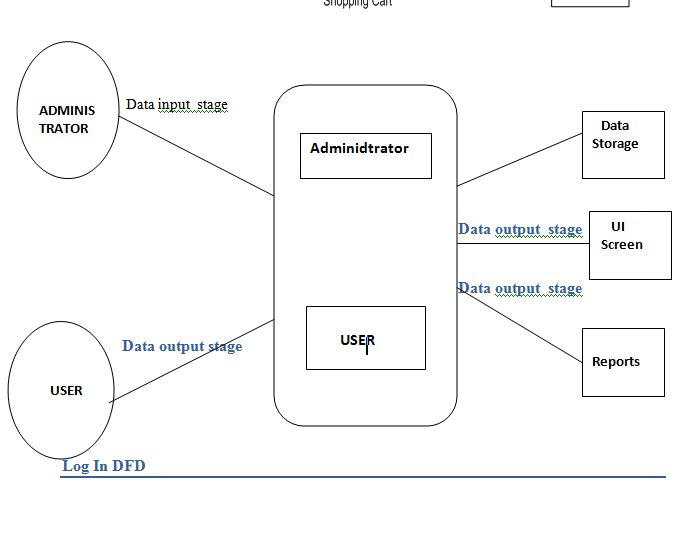 Shopping Cart
ADMINIS
TRATOR
Data input  stage
Adminidtrator
Data
Storage
Data output  stage
UI
Screen
Data output  stage
USER
Data output stage
Reports
USER
Log In DFD